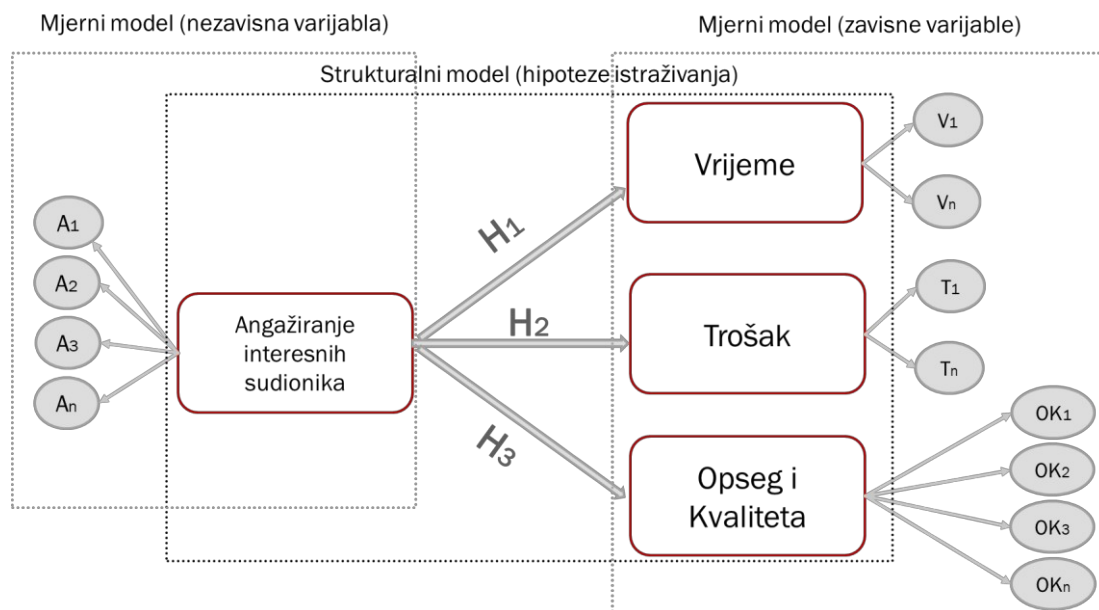 Mjerni model (nezavisna varijabla)
Mjerni model (zavisne varijable)
Strukturalni model (hipoteze istraživanja)
A1
A2
A3
An
Angažiranje
interesnih
sudionika
H1
H2
H3
Vrijeme
Trošak
Opseg i
Kvaliteta
V1
Vn
T1
Tn
OK1
OK2
OK3
OKn